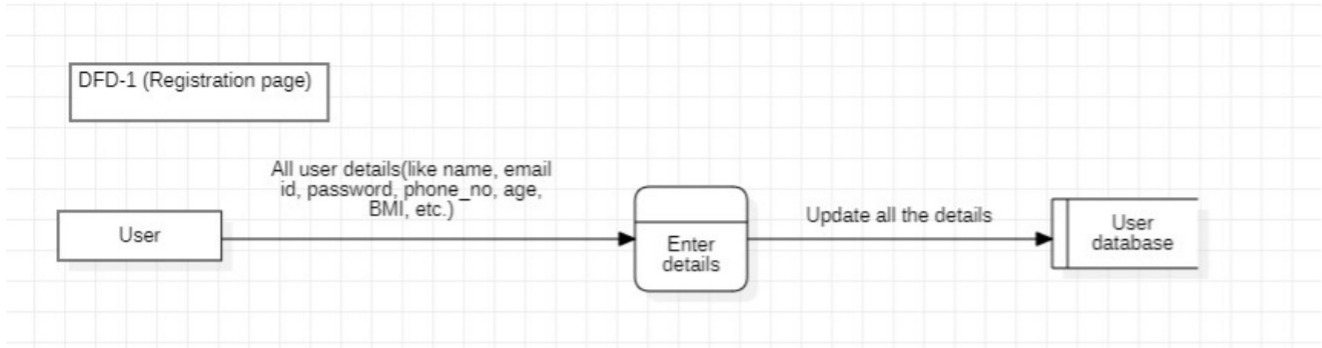 DFD-1 (Registration page)
All user details(like name, email
id, password, phone_no, age,
BMI, etc.)
User
Enter
details
Update all the details
User
database